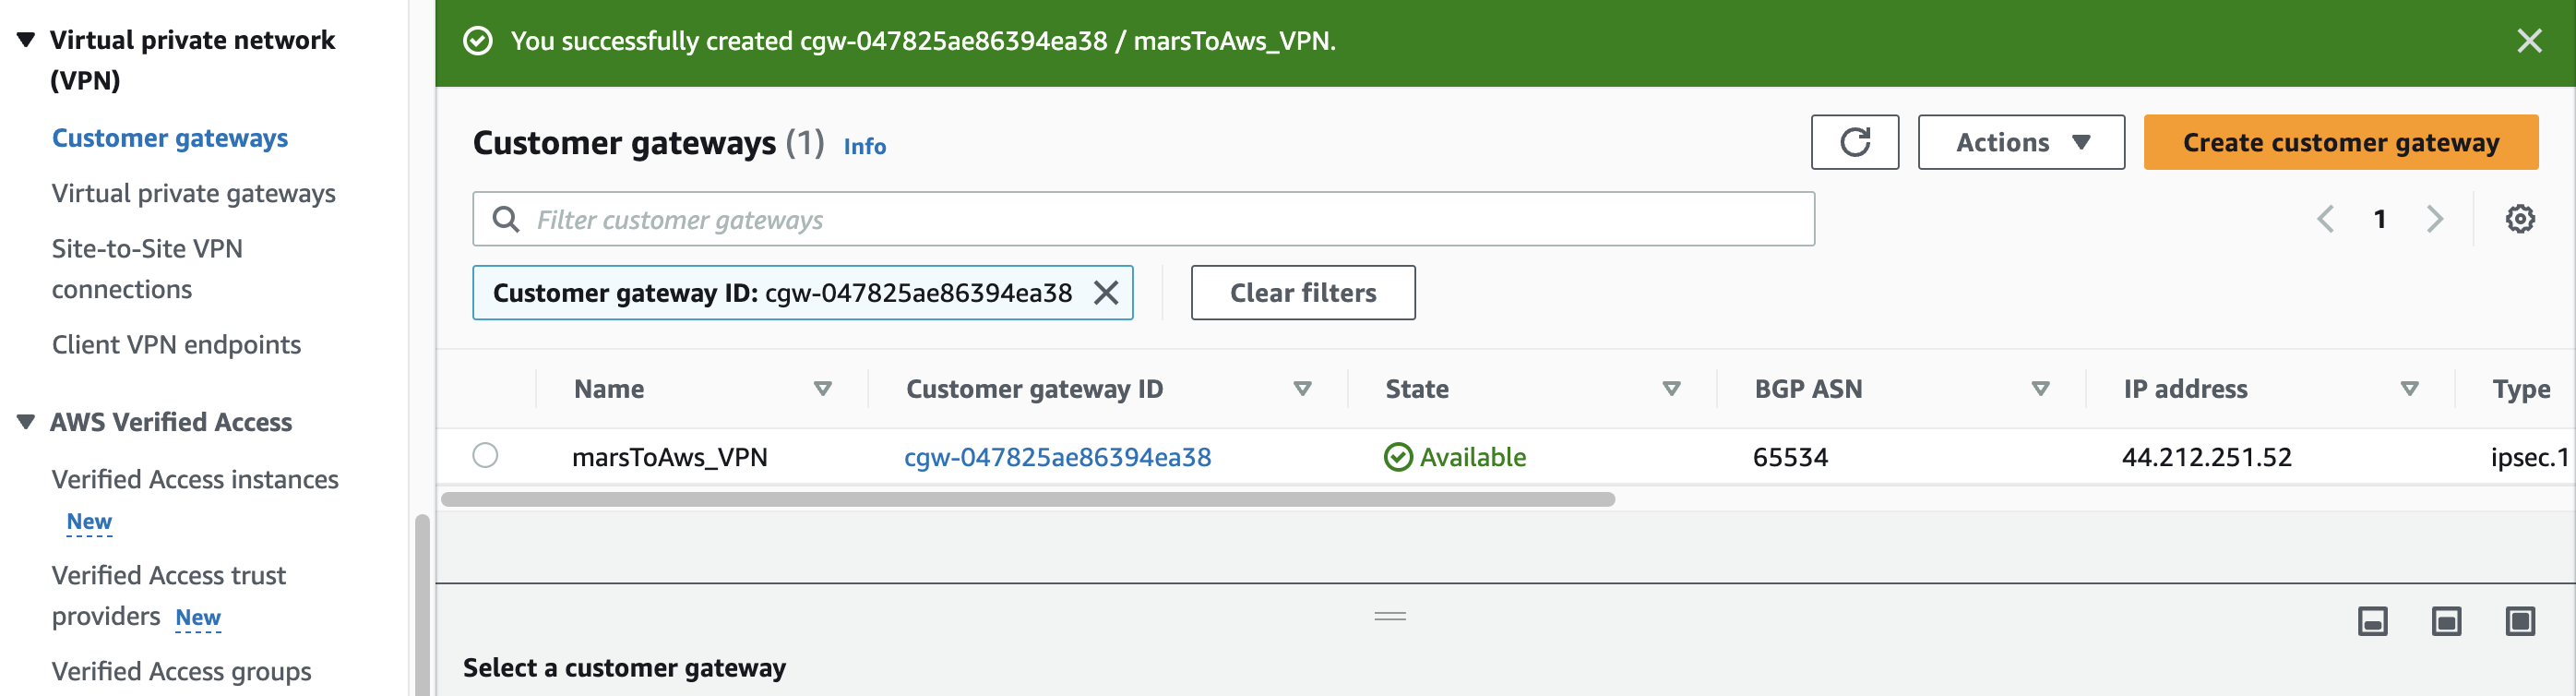 Virtual private network
(VPN)
Customer gateways
Virtual private gateways
Site-to-Site VPN
connections
Client VPN endpoints
AWS Verified Access
Verified Access instances
New
Verified Access trust
providers New
Verified Access groups
You successfully created cgw-047825ae86394ea38 / marsToAws_VPN.
Customer gateways (1) Info
Actions
Create customer gateway
Filter customer gateways
1
Customer gateway ID: cgw-047825ae86394ea38
Clear filters
Name Customer gateway ID State BGP ASN IP address Type
marsToAws_VPN cgw-047825ae86394ea38 Available 65534 44.212.251.52 ipsec.1
Select a customer gateway